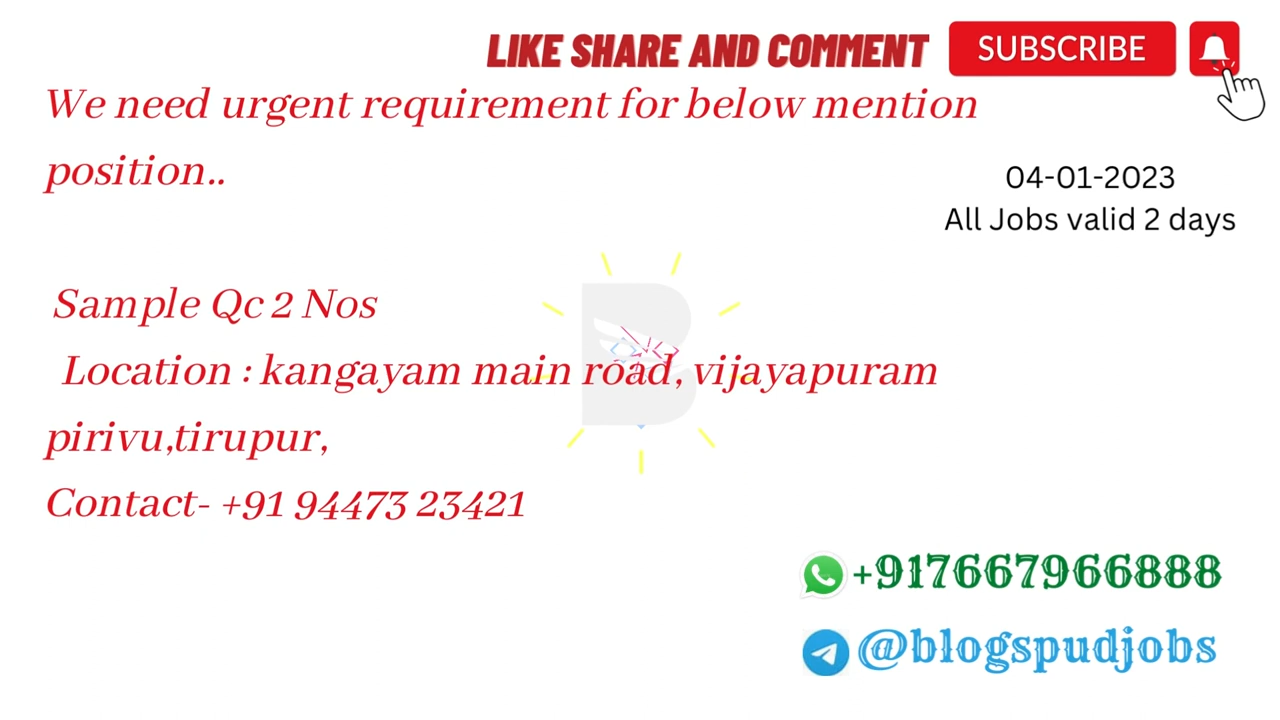 LIKE SHARE AND COMMENT SUBSCRIBE
We need urgent requirement for below mention
position..
04-01-2023
All Jobs valid 2 days
Sample Qc 2 Nos
Location : kangayam main road, vijayapuram
pirivu,tirupur,
Contact- +91 94473 23421
+917667966888
@blogspudjobs